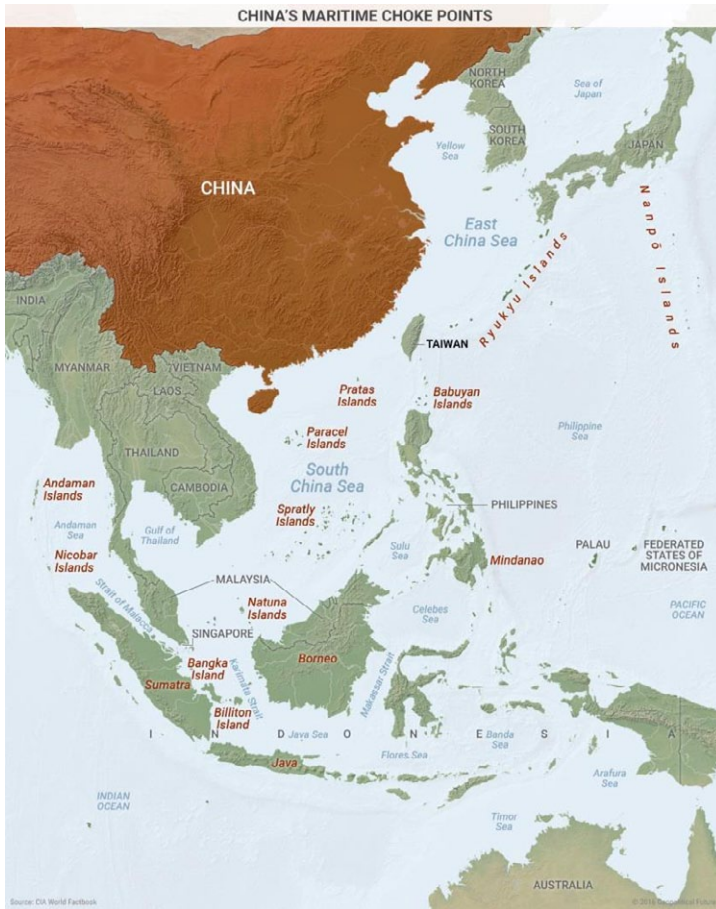 CHINA'S MARITIME CHOKE POINTS
NORTH
KOREA
Sea of
Japan
SOUTH
KOREA
JAPAN
Yellow
Sea
CHINA
East
China Sea
Nanpō Islands
Ryukyu Islands
INDIA
TAIWAN
MYANMAR
VIETNAM
LAOS
Pratas
Islands
Babuyan
Islands
Paracel
Islands
Philippine
Sea
THAILAND
South
China Sea
Andaman
Islands
CAMBODIA
PHILIPPINES
Spratly
Islands
Andaman
Sea
Gulf of
Thailand
Sulu
Sea
Mindanao
PALAU
FEDERATED
STATES OF
MICRONESIA
Nicobar
Islands
MALAYSIA
Strait of Malacca
Natuna
Islands
Celebes
Sea
PACIFIC
OCEAN
SINGAPORE
Bangka
Island
Borneo
Karimata Strait
Makassar Strait
Sumatra
Billiton
Island
INDONESIA
Java Sea
Banda
Sea
Flores Sea
Java
Arafura
Sea
INDIAN
OCEAN
Timor
Sea
AUSTRALIA
Source: CIA World Factbook